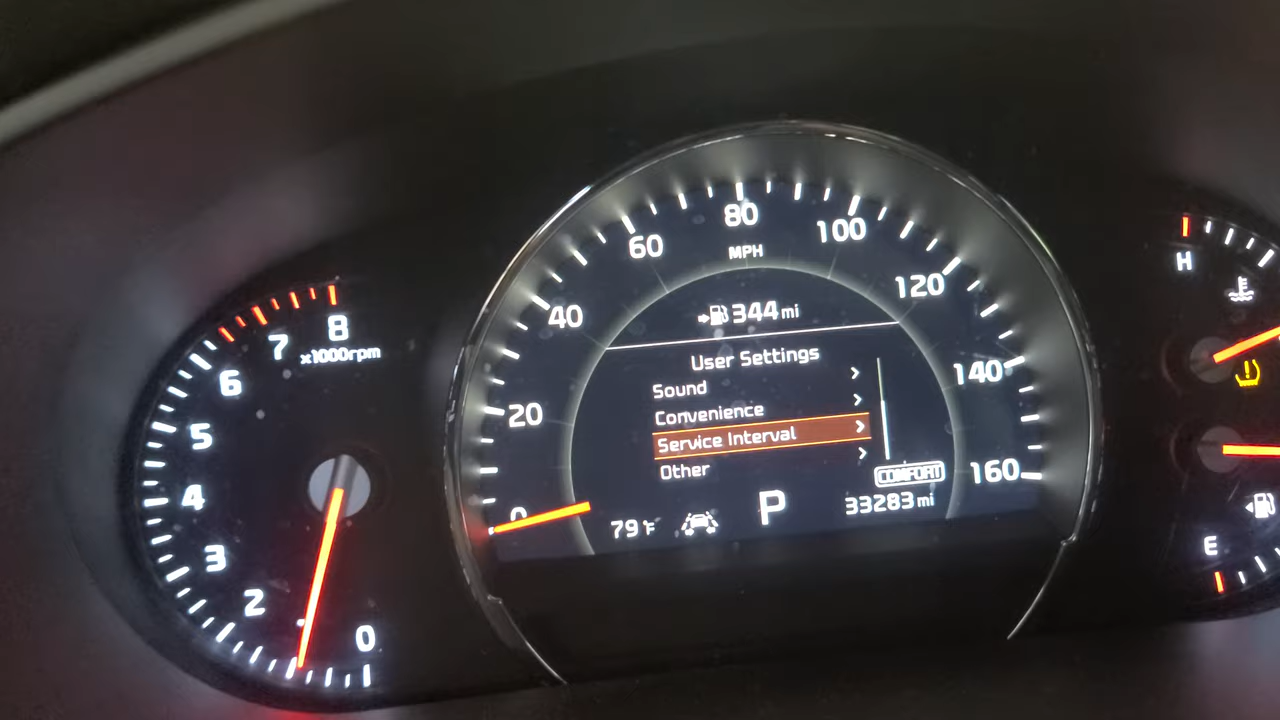 8
7
x1000rpm
6
5
4
3
2
0
0
20
40
60
80
100
120
140
160
MPH
344 mi
User Settings
Sound
Convenience
Service Interval
Other
COMFORT
79°F
P
33283 mi
H
E